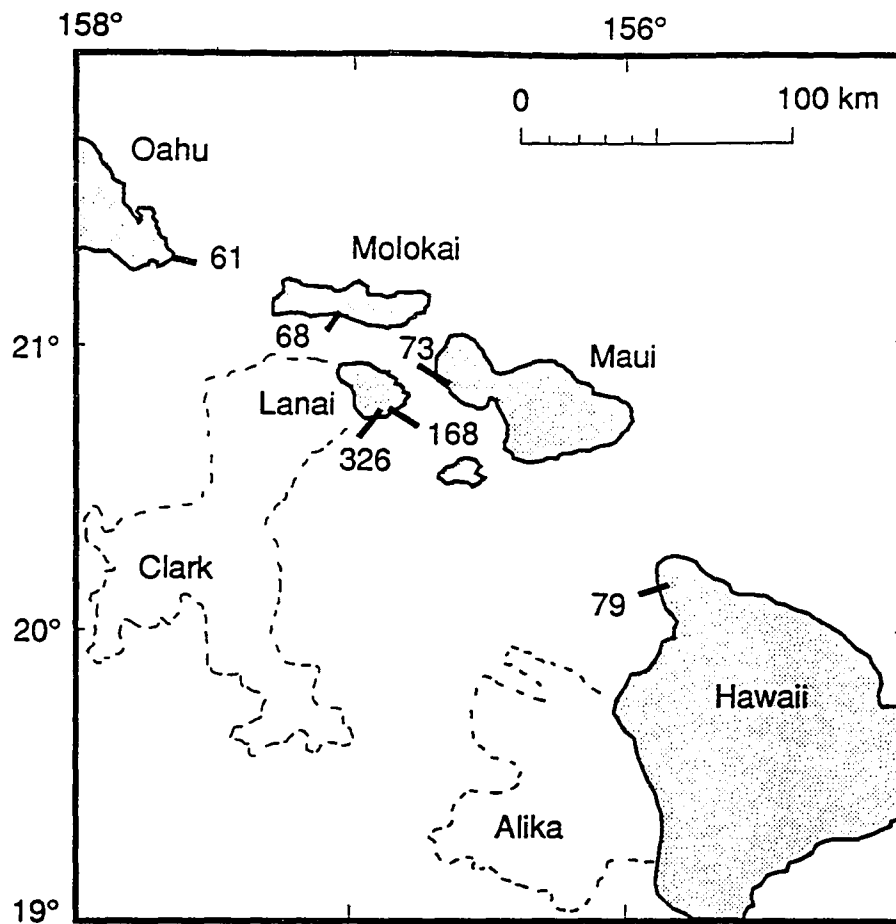 158° 156°
0 100 km
Oahu
61
Molokai
68
21°
73
Maui
Lanai
168
326
Clark
79
20°
Hawaii
Alika
19°